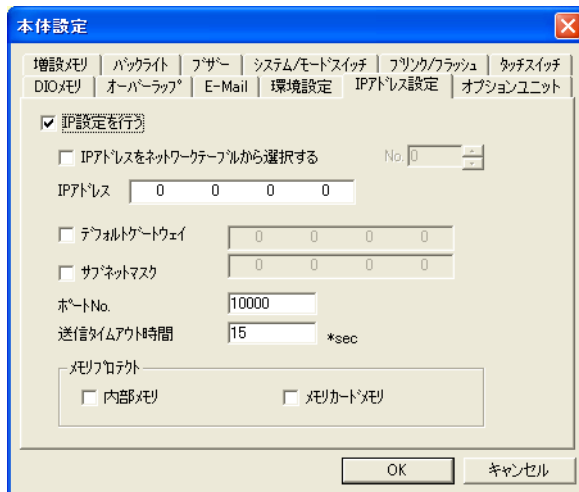 本体設定
増設メモリ バックライト ブザー システム/モードスイッチ ブリンク/フラッシュ タッチスイッチ
DIOメモリ オーバーラップ E-Mail 環境設定 IPアドレス設定 オプションユニット
IP設定を行う
IPアドレスをネットワークテーブルから選択する No. 0
IPアドレス 0 0 0 0
デフォルトゲートウェイ 0 0 0 0
サブネットマスク 0 0 0 0
ポートNo. 10000
送信タイムアウト時間 15 *sec
メモリプロテクト
内部メモリ メモリカードメモリ
OK キャンセル